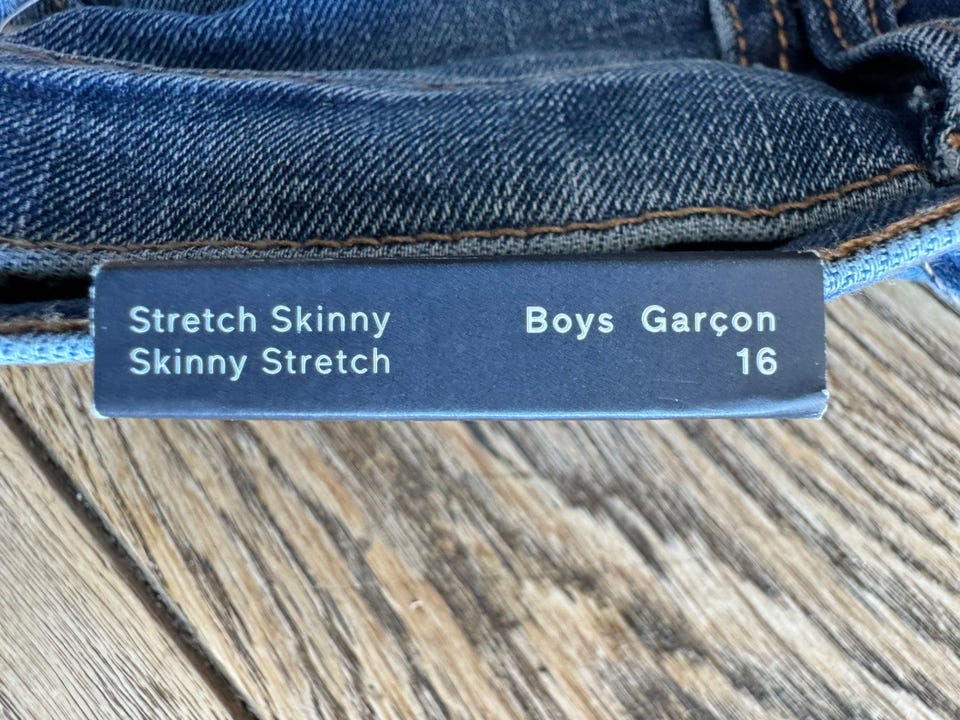 Stretch Skinny
Skinny Stretch
Boys Garçon
16